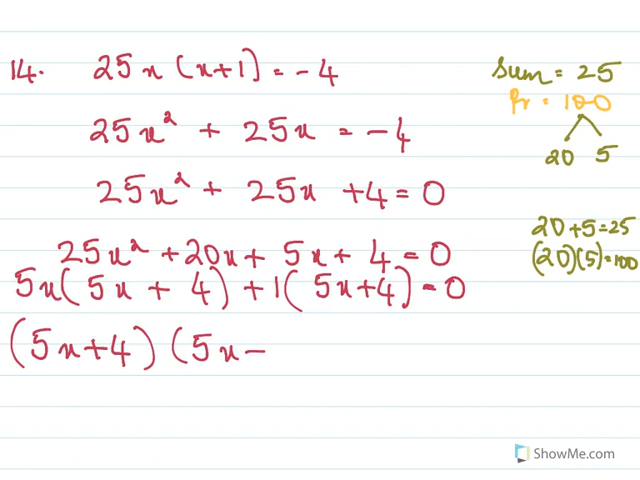 14. 25x (x+1) = -4
25x² + 25x = -4
25x² + 25x +4 = 0
25x² + 20x + 5x + 4 = 0
5x( 5x + 4) +1( 5x+4) = 0
(5x+4) (5x -
Sum = 25
Pr = 100
20 5
20 + 5 = 25
(20)(5) = 100
ShowMe.com